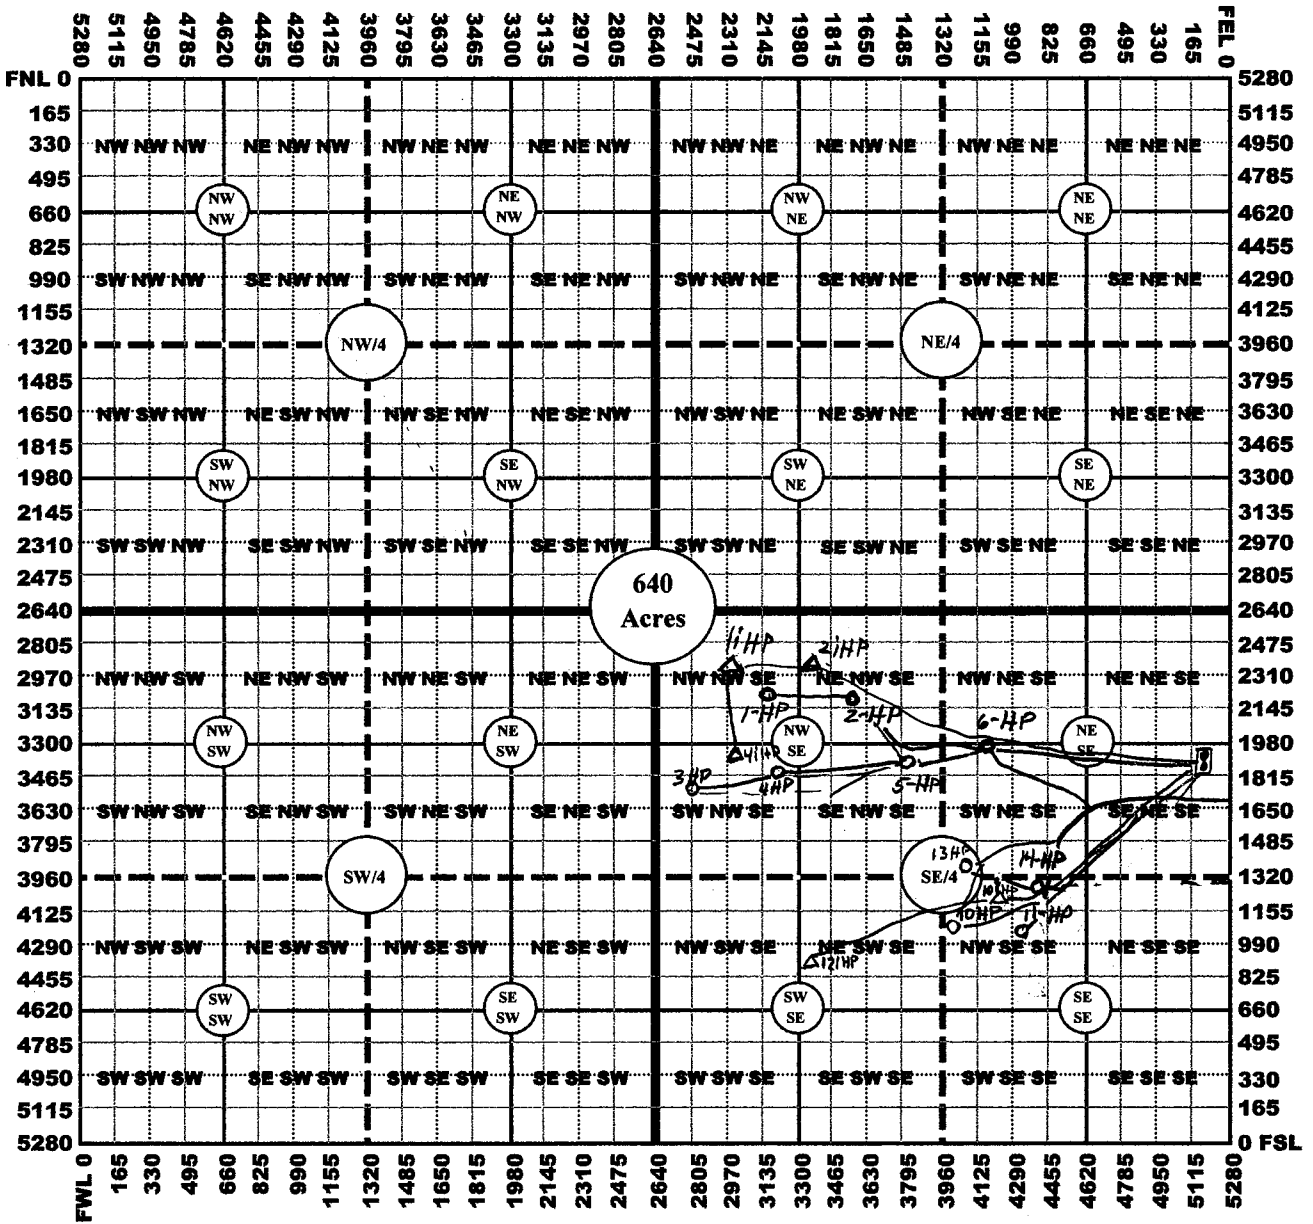 5280 5115 4950 4785 4620 4455 4290 4125 3960 3795 3630 3465 3300 3135 2970 2805 2640 2475 2310 2145 1980 1815 1650 1485 1320 1155 990 825 660 495 330 165 FEL 0
FNL 0 5280
165 5115
330 NW NW NW NE NW NW NW NE NW NE NE NW NW NW NE NE NW NE NW NE NE NE NE NE 4950
495 4785
NW NW NE NW NW NE NE NE
660 4620
825 4455
990 SW NW NW SE NW NW SW NE NW SE NE NW SW NW NE SE NW NE SW NE NE SE NE NE 4290
1155 4125
1320 NW/4 NE/4 3960
1485 3795
1650 NW SW NW NE SW NW NW SE NW NE SE NW NW SW NE NE SW NE NW SE NE NE SE NE 3630
1815 3465
SW NW SE NW SW NE SE NE
1980 3300
2145 3135
2310 SW SW NW SE SW NW SW SE NW SE SE NW SW SW NE SE SW NE SW SE NE SE SE NE 2970
2475 2805
640
2640 2640
Acres
2805 1iHP 2iHP 2475
2970 NW NW SW NE NW SW NW NE SW NE NE SW NW NW SE NE NW SE NW NE SE NE NE SE 2310
3135 1-HP 2-HP 6-HP 2145
NW SW NE SW NW SE NE SE
3300 4iHP 1980
3465 3HP 4HP 5-HP 1815
3630 SW NW SW SE NW SW SW NE SW SE NE SW SW NW SE SE NW SE SW NE SE SE NE SE 1650
3795 13HP 14-HP 1485
3960 SW/4 SE/4 1320
4125 10HP 11-HP 1155
4290 NW SW SW NE SW SW NW SE SW NE SE SW NW SW SE NE SW SE NW SE SE NE SE SE 990
12iHP
4455 825
SW SW SE SW SW SE SE SE
4620 660
4785 495
4950 SW SW SW SE SW SW SW SE SW SE SE SW SW SW SE SE SW SE SW SE SE SE SE SE 330
5115 165
5280 0 FSL
FWL 0 165 330 495 660 825 990 1155 1320 1485 1650 1815 1980 2145 2310 2475 2640 2805 2970 3135 3300 3465 3630 3795 3960 4125 4290 4455 4620 4785 4950 5115 5280